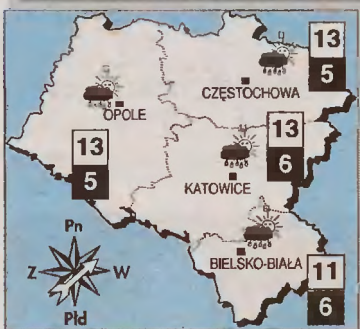 13
5
CZĘSTOCHOWA
OPOLE
13
5
13
6
KATOWICE
Pn
Z W
Płd
BIELSKO-BIAŁA
11
6